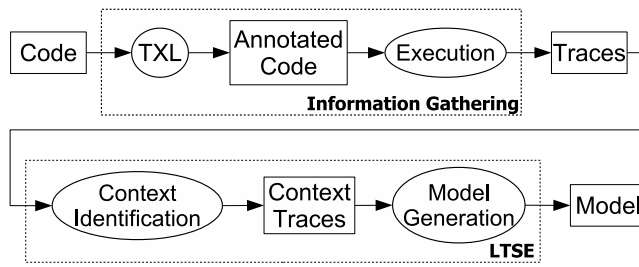 Code
TXL
Annotated
Code
Execution
Traces
Information Gathering
Context
Identification
Context
Traces
Model
Generation
Model
LTSE